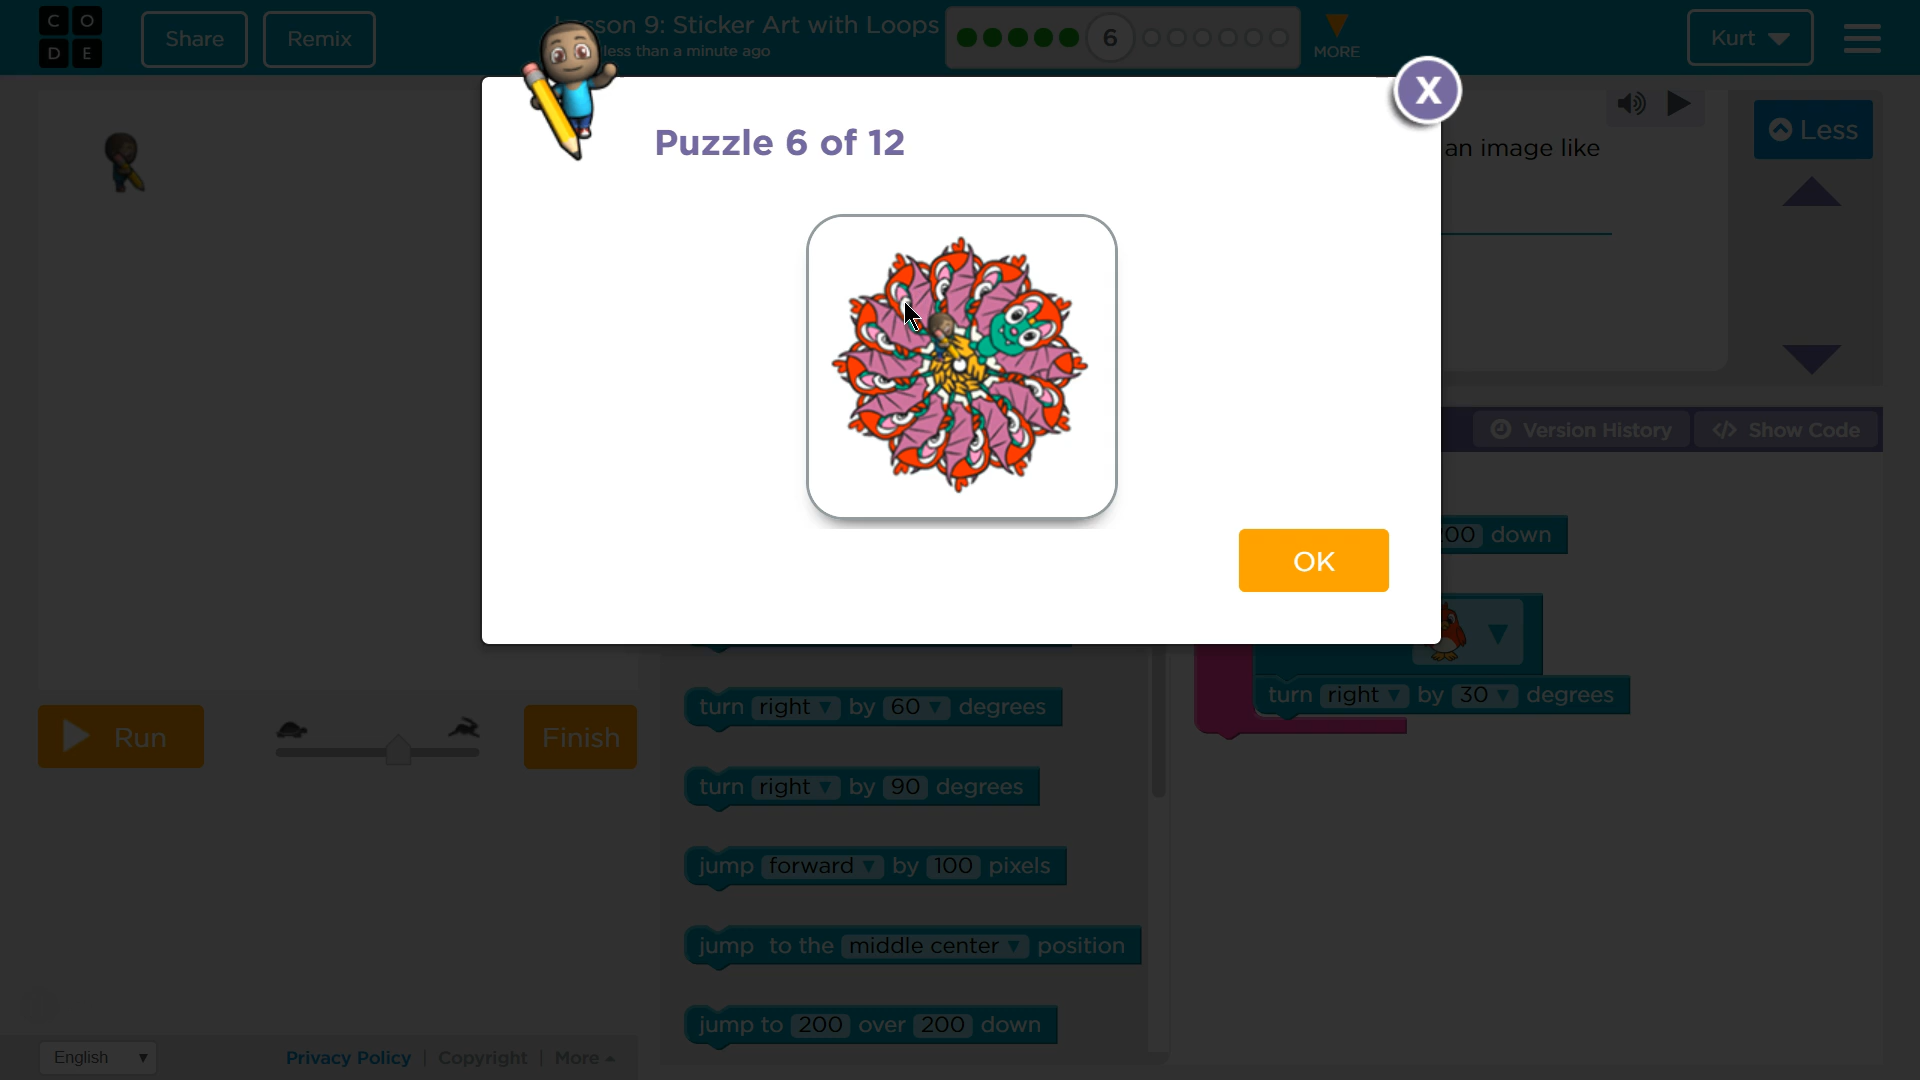 CO
DE
Share
Remix
Lesson 9: Sticker Art with Loops
less than a minute ago
6
MORE
Kurt
X
Puzzle 6 of 12
an image like
Less
Version History
</> Show Code
00 down
OK
turn right by 30 degrees
turn right by 60 degrees
Run
Finish
turn right by 90 degrees
jump forward by 100 pixels
jump to the middle center position
jump to 200 over 200 down
English
Privacy Policy | Copyright | More